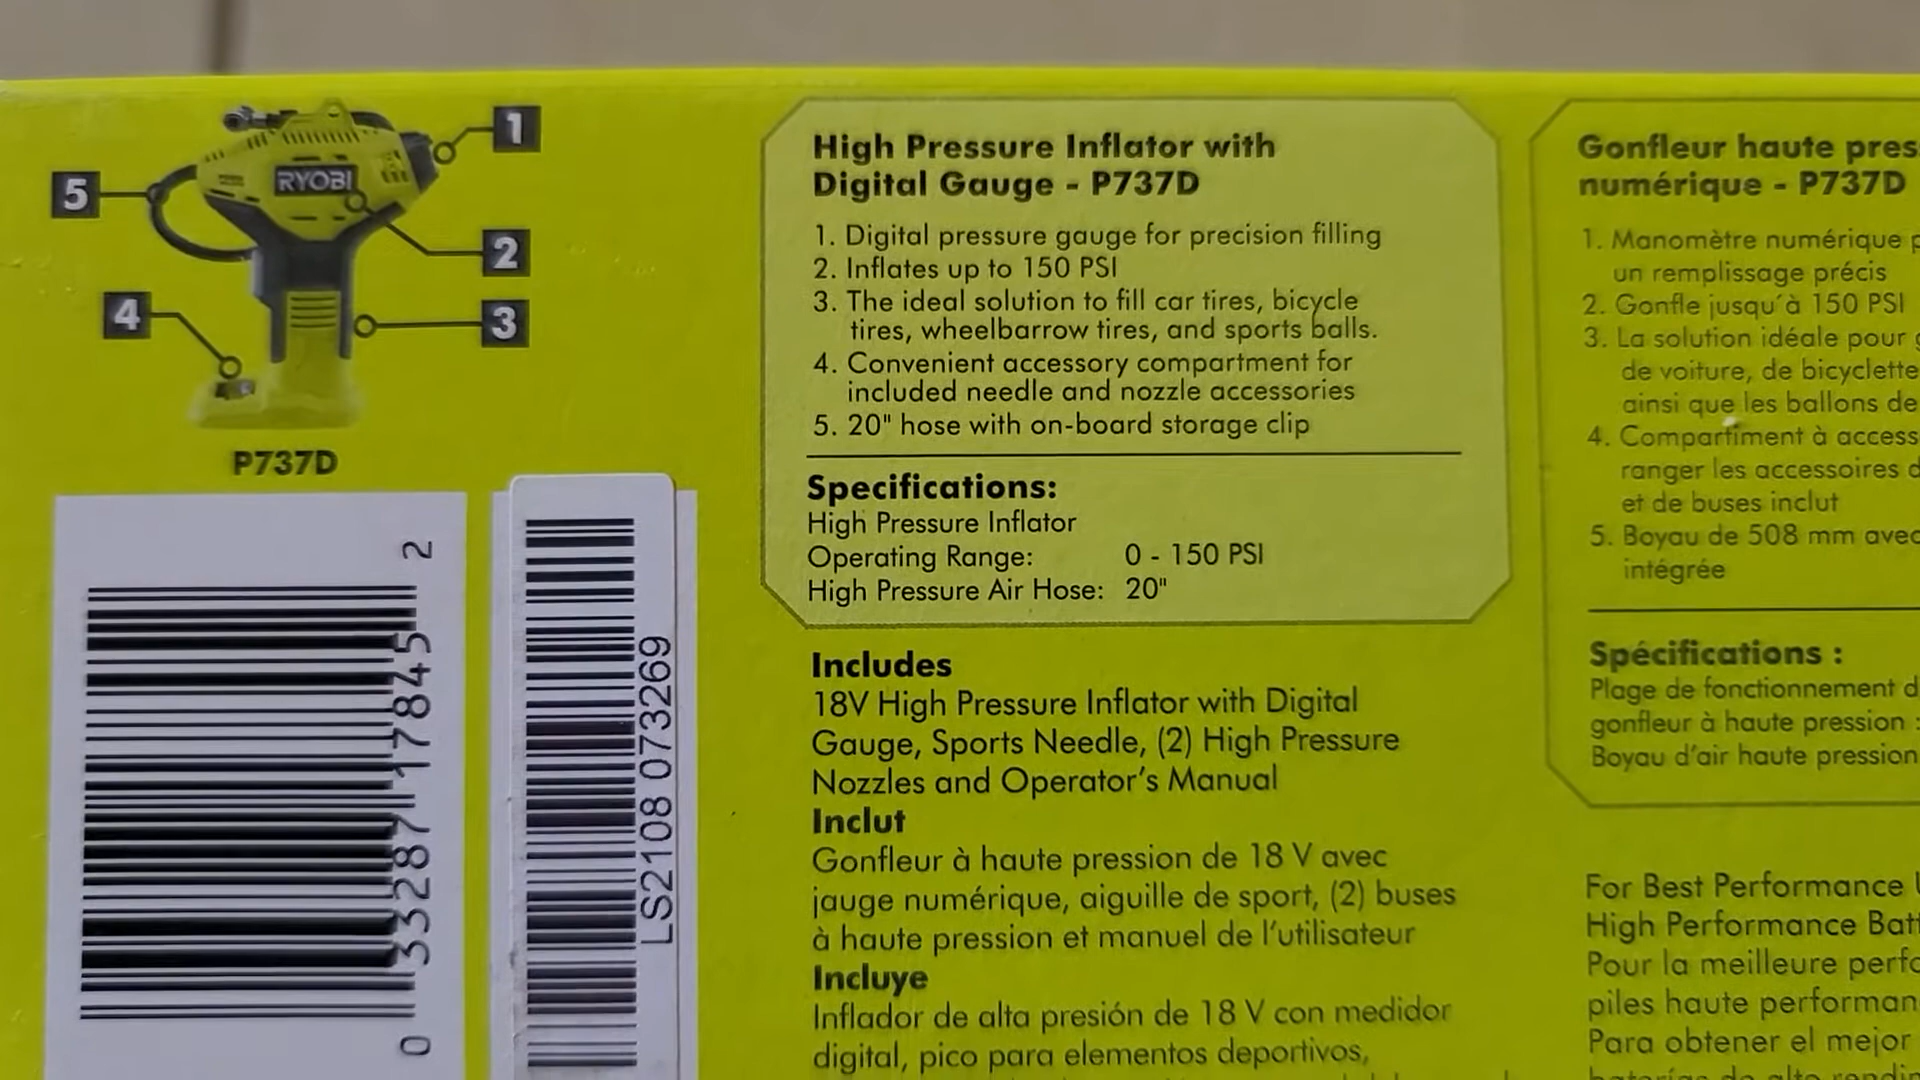 RYOBI
1
2
3
4
5
P737D
0 33287 17845 2
LS2108 073269
High Pressure Inflator with
Digital Gauge - P737D
1. Digital pressure gauge for precision filling
2. Inflates up to 150 PSI
3. The ideal solution to fill car tires, bicycle
tires, wheelbarrow tires, and sports balls.
4. Convenient accessory compartment for
included needle and nozzle accessories
5. 20" hose with on-board storage clip
Specifications:
High Pressure Inflator
Operating Range: 0 - 150 PSI
High Pressure Air Hose: 20"
Includes
18V High Pressure Inflator with Digital
Gauge, Sports Needle, (2) High Pressure
Nozzles and Operator's Manual
Inclut
Gonfleur à haute pression de 18 V avec
jauge numérique, aiguille de sport, (2) buses
à haute pression et manuel de l'utilisateur
Incluye
Inflador de alta presión de 18 V con medidor
digital, pico para elementos deportivos,
Gonfleur haute pres
numérique - P737D
1. Manomètre numérique p
un remplissage précis
2. Gonfle jusqu'à 150 PSI
3. La solution idéale pour g
de voiture, de bicyclette
ainsi que les ballons de
4. Compartiment à access
ranger les accessoires d
et de buses inclut
5. Boyau de 508 mm avec
intégrée
Spécifications :
Plage de fonctionnement d
gonfleur à haute pression :
Boyau d'air haute pression
For Best Performance
High Performance Bat
Pour la meilleure perfo
piles haute performan
Para obtener el mejor